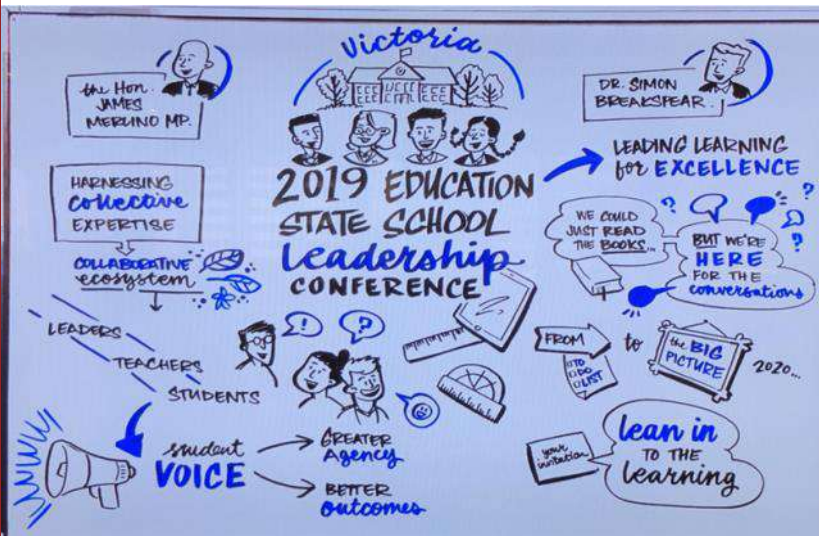 Victoria
2019 EDUCATION
STATE SCHOOL
leadership
CONFERENCE
the Hon.
JAMES
MERLINO MP.
HARNESSING
collective
EXPERTISE
COLLABORATIVE
ecosystem
LEADERS
TEACHERS
STUDENTS
student
VOICE
GREATER
Agency
BETTER
outcomes
!
?
DR. SIMON
BREAKSPEAR.
LEADING LEARNING
for EXCELLENCE
WE COULD
JUST READ
THE BOOKS...
BUT WE'RE
HERE
FOR THE
conversations
?
?
?
FROM
TO
DO
LIST
to
the BIG
PICTURE
2020...
your
invitation
lean in
TO THE
learning